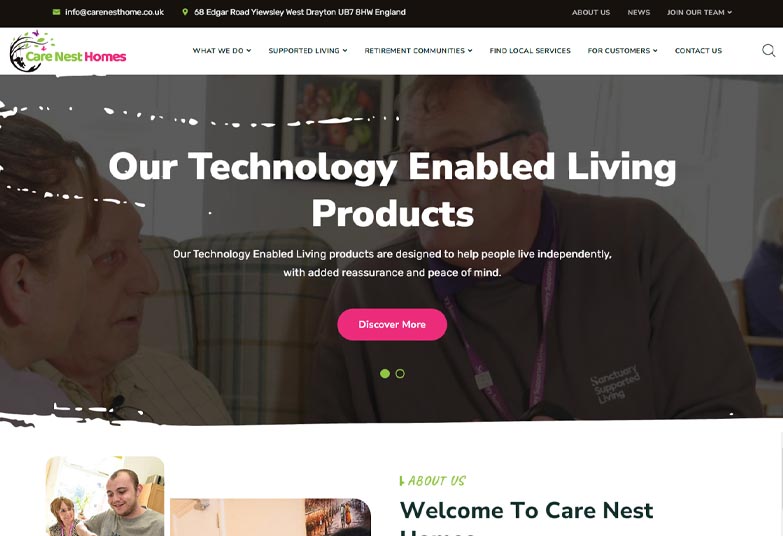 info@carenesthome.co.uk
68 Edgar Road Yiewsley West Drayton UB7 8HW England
ABOUT US
NEWS
JOIN OUR TEAM
Care Nest Homes
WHAT WE DO
SUPPORTED LIVING
RETIREMENT COMMUNITIES
FIND LOCAL SERVICES
FOR CUSTOMERS
CONTACT US
Our Technology Enabled Living
Products
Our Technology Enabled Living products are designed to help people live independently,
with added reassurance and peace of mind.
Discover More
Sanctuary
Supported
Living
ABOUT US
Welcome To Care Nest
Homes